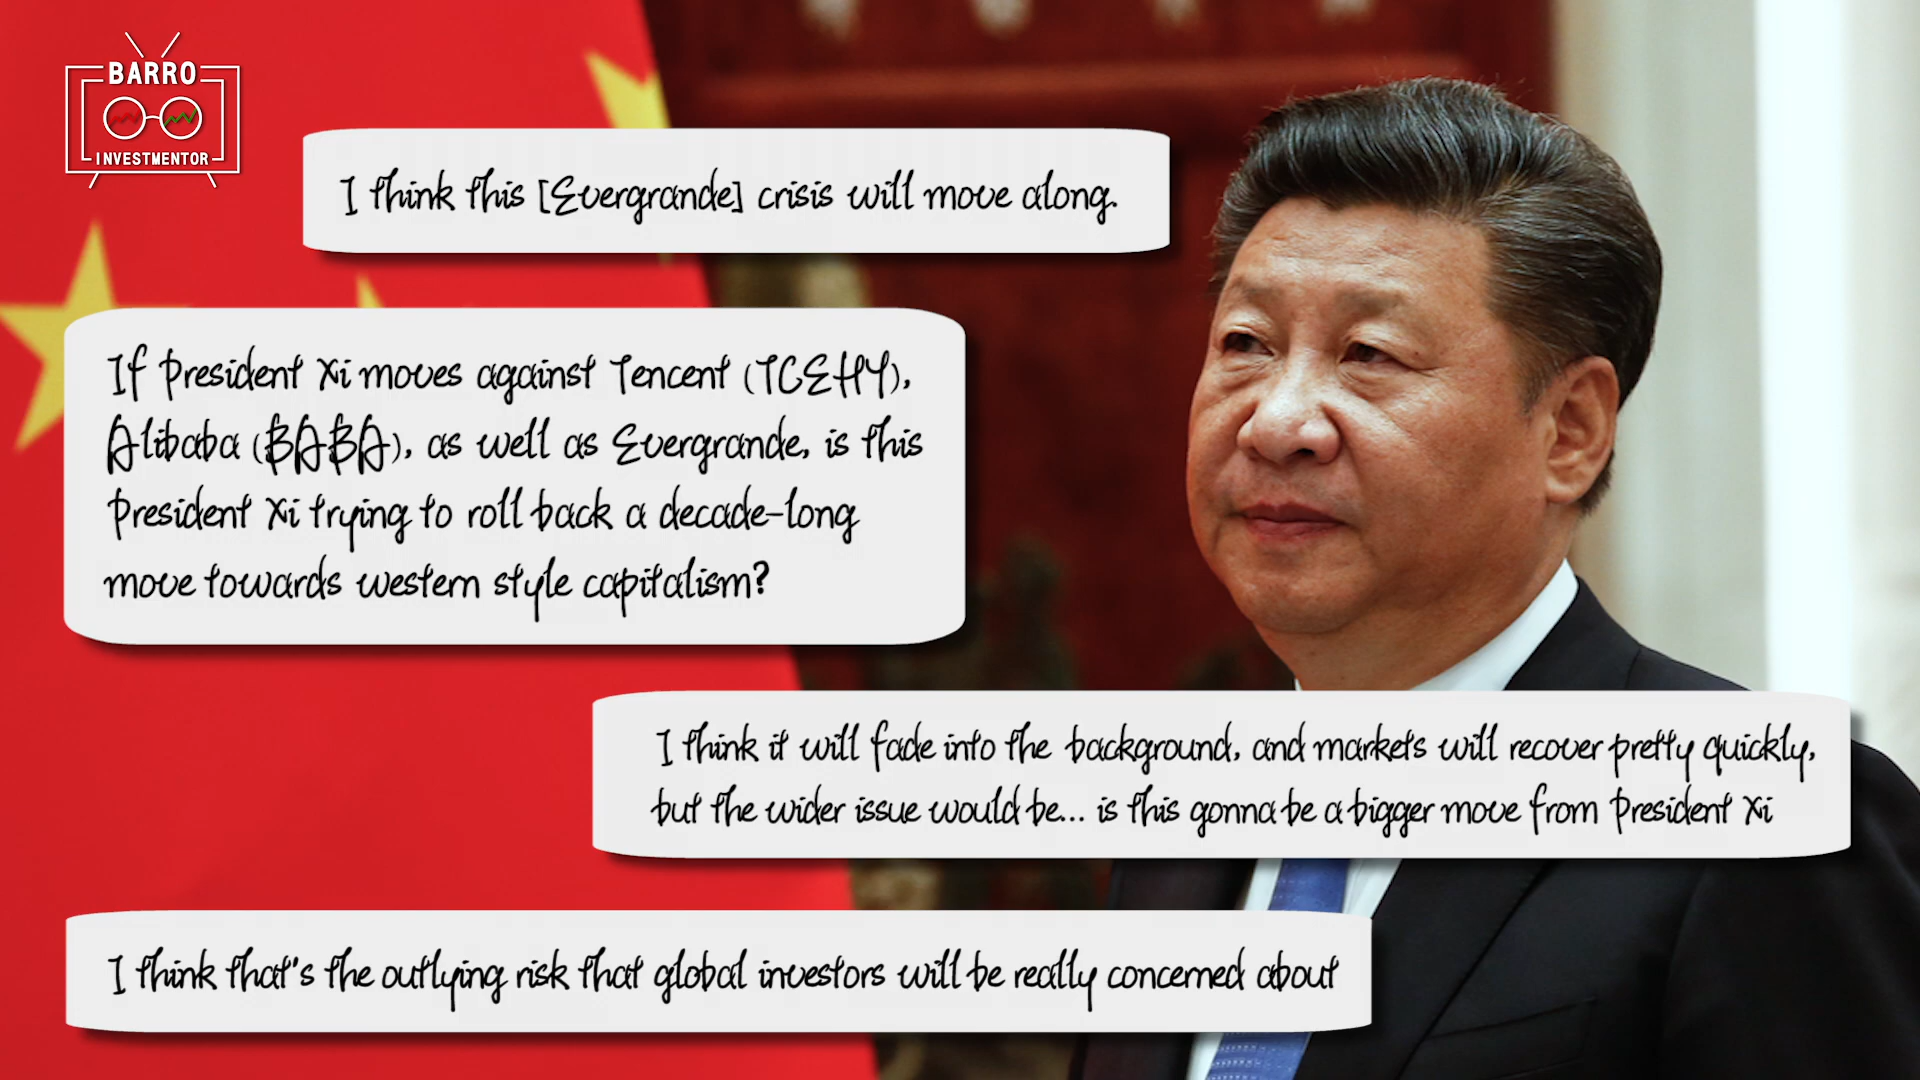 BARRO
INVESTMENTOR
I think this [Evergrande] crisis will move along.
If President Xi moves against Tencent (TCEHY),
Alibaba (BABA), as well as Evergrande, is this
President Xi trying to roll back a decade-long
move towards western style capitalism?
I think it will fade into the background, and markets will recover pretty quickly,
but the wider issue would be... is this gonna be a bigger move from President Xi
I think that's the outlying risk that global investors will be really concerned about